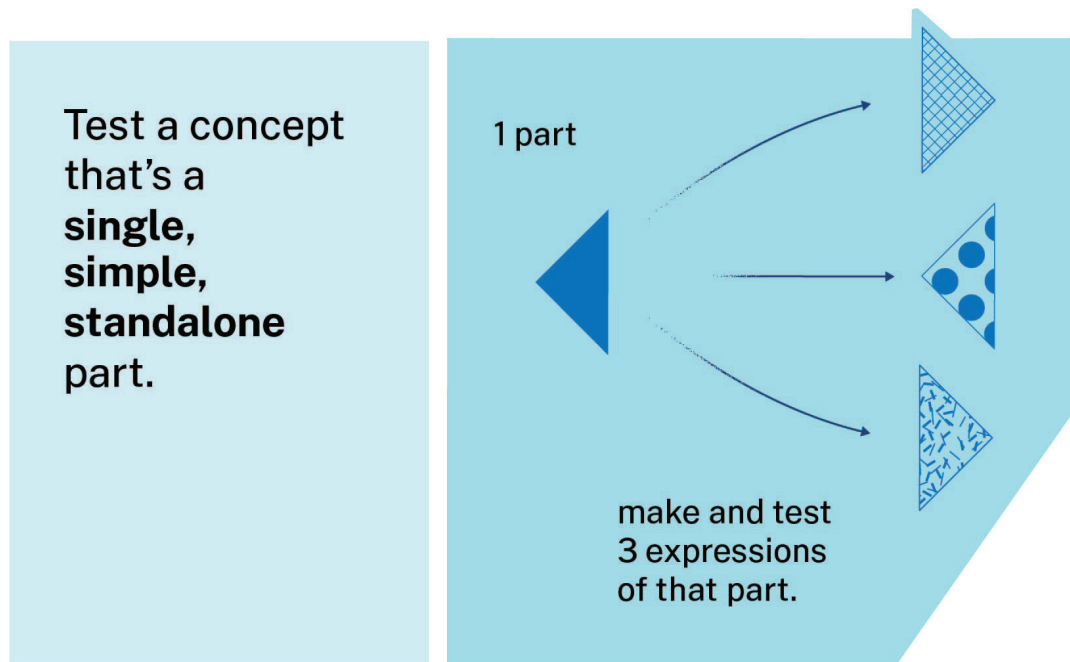 Test a concept
that’s a
single,
simple,
standalone
part.
1 part
make and test
3 expressions
of that part.